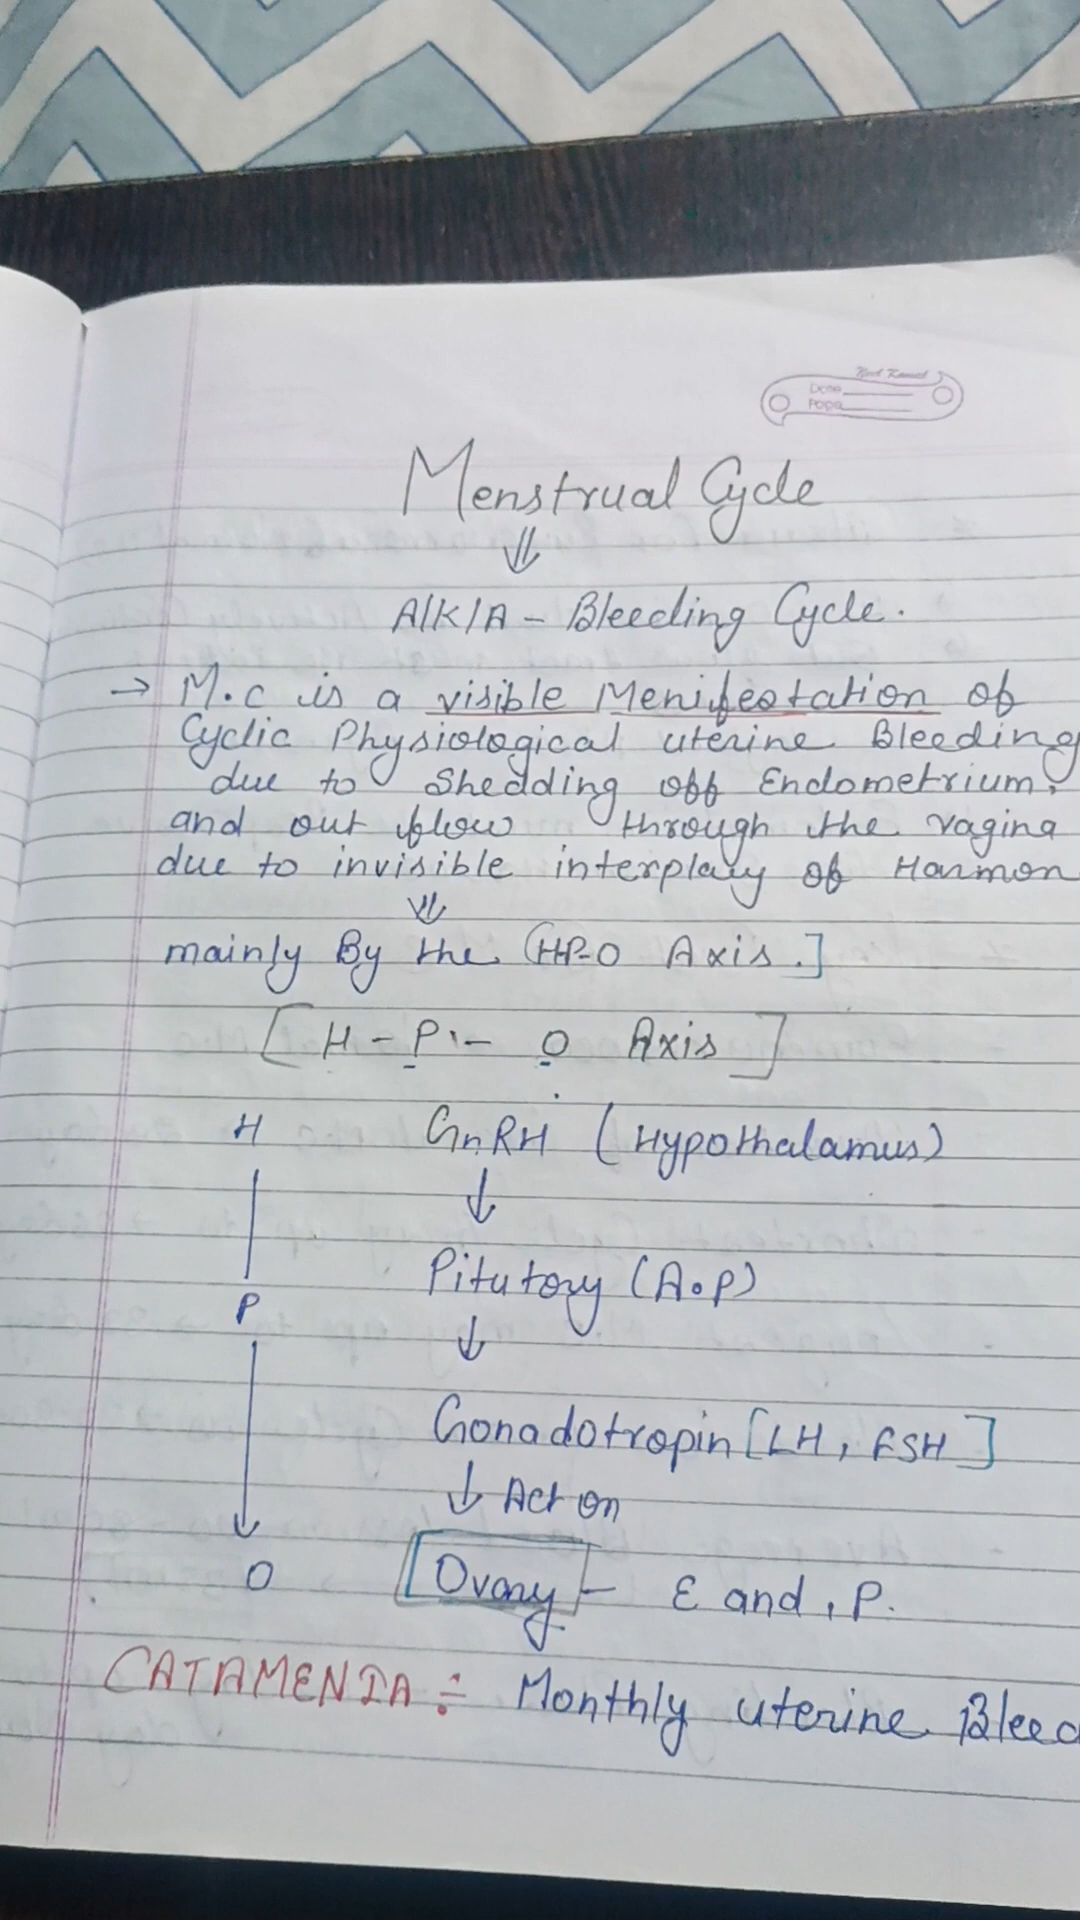 Date
Page
Menstrual Cycle
⇓
A/K/A - Bleeding Cycle.
→ M.c is a visible Menifestation of
Cyclic Physiological uterine Bleeding
due to Shedding off Endometrium,
and out flow through the vagina
due to invisible interplay of Harmon
⇓
mainly By the (HP-O Axis.]
[H - P - O Axis]
H GnRH (Hypothalamus)
↓
P Pitutory (A.P)
↓
Gonadotropin [LH, FSH]
↓ Act on
O [Ovary] - E and, P.
CATAMENIA ÷ Monthly uterine Bleed